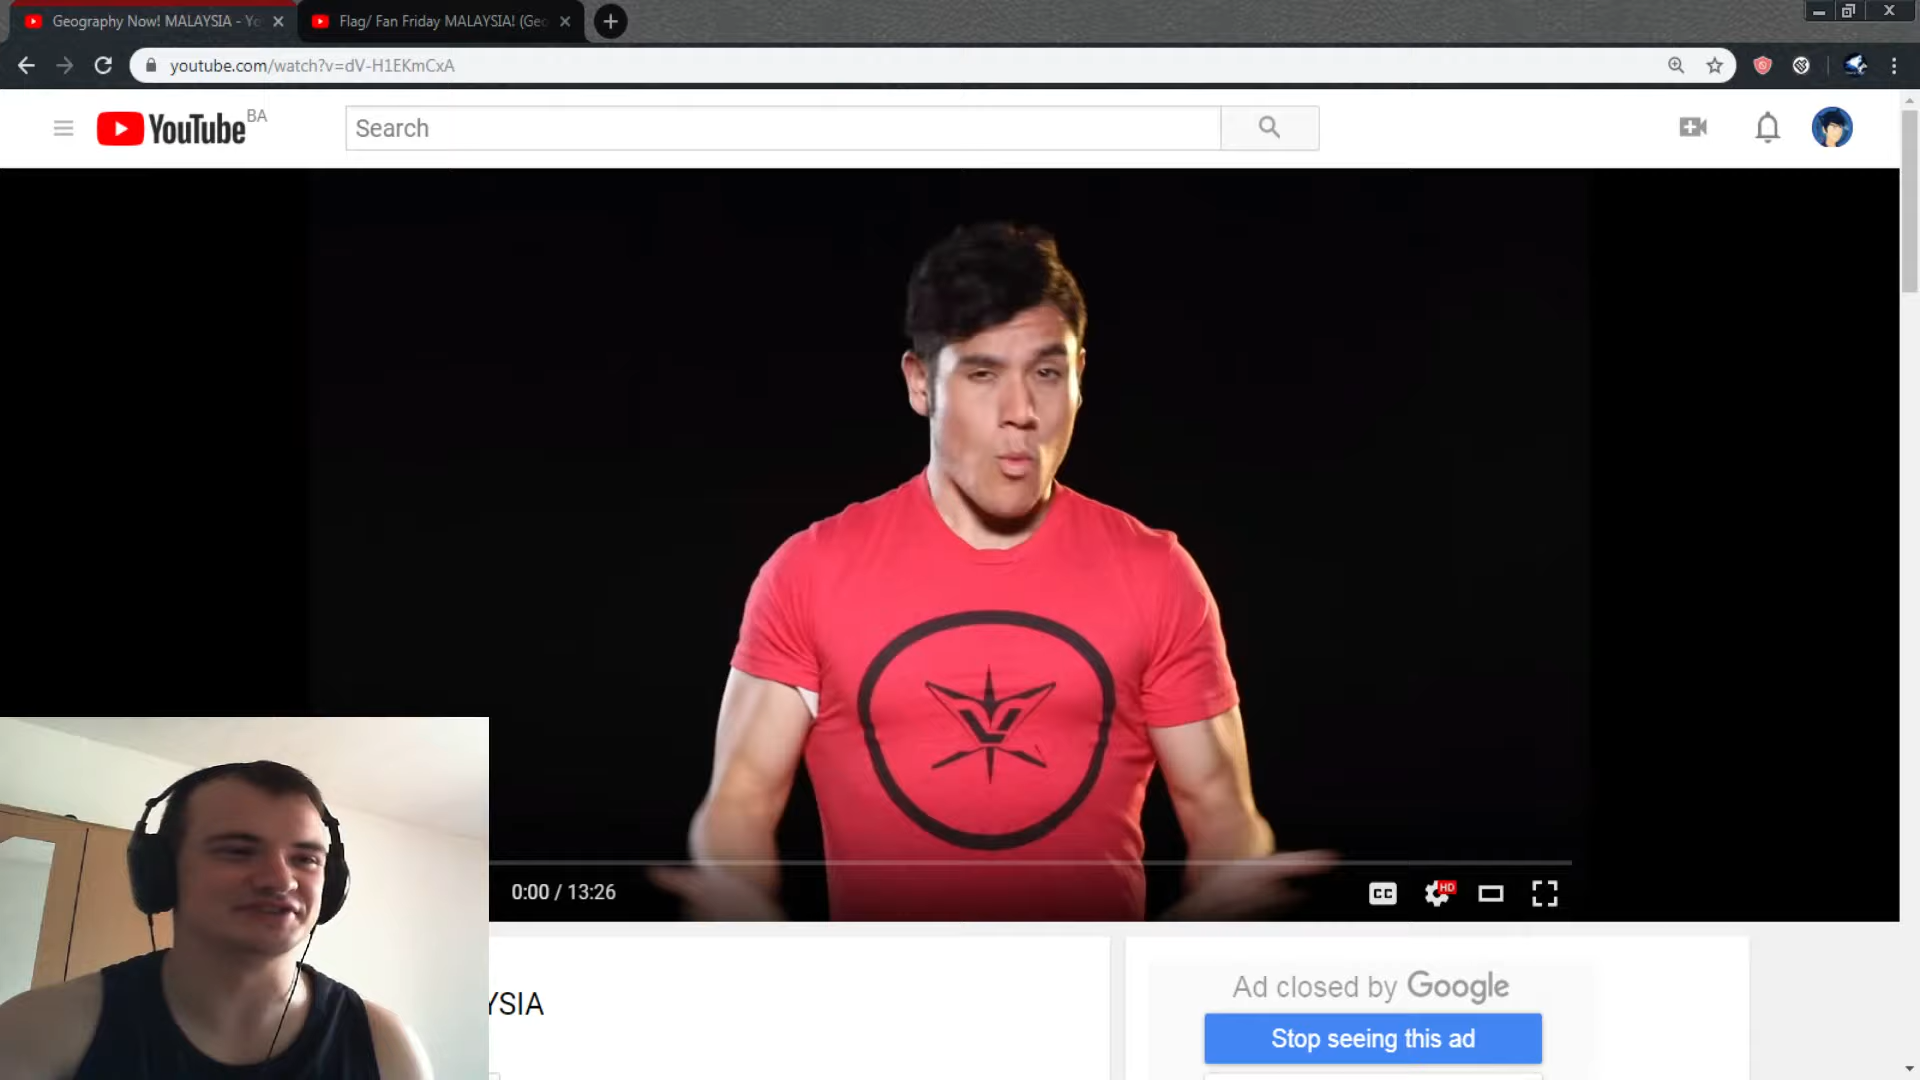 Geography Now! MALAYSIA - Yo
Flag/ Fan Friday MALAYSIA! (Geo
youtube.com/watch?v=dV-H1EKmCxA
YouTube BA
Search
0:00 / 13:26
CC
HD
YSIA
Ad closed by Google
Stop seeing this ad